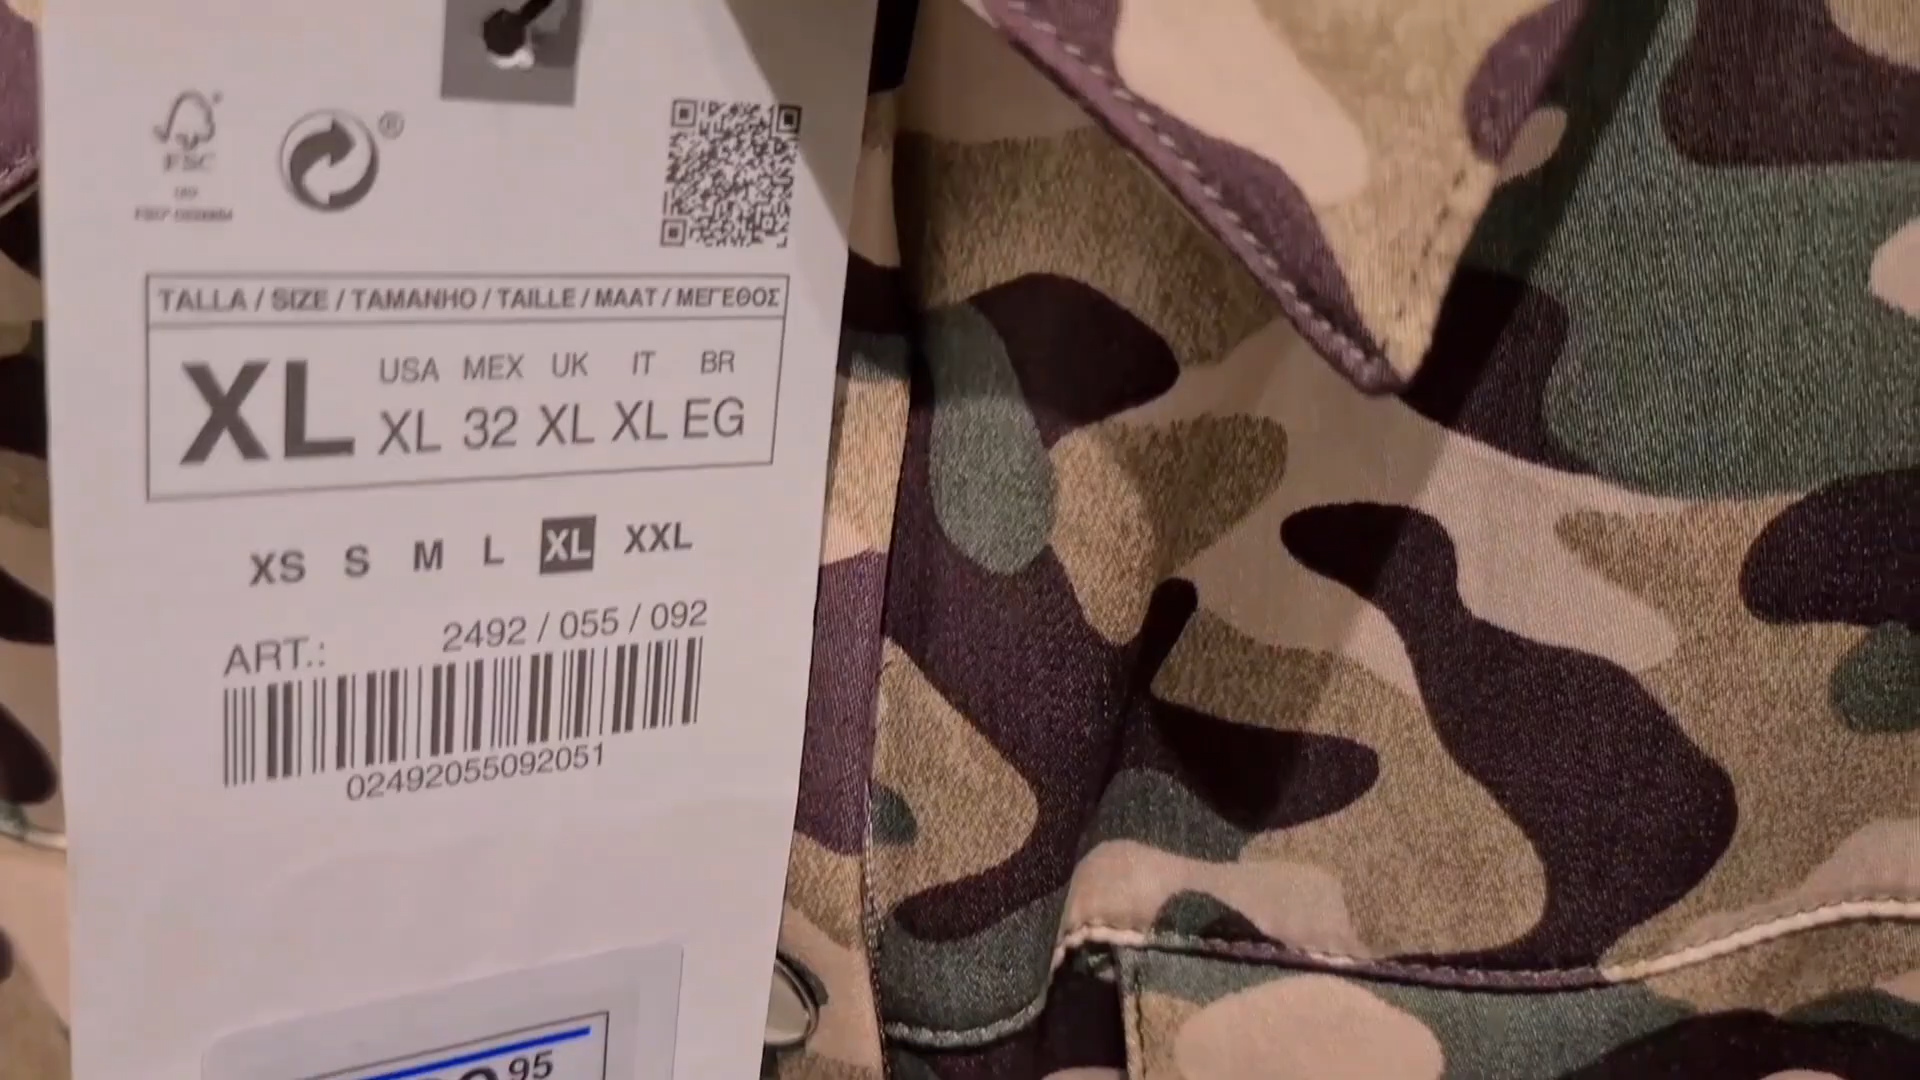 FSC
®
TALLA / SIZE / TAMANHO / TAILLE / MAAT / ΜΕΓΕΘΟΣ
USA MEX UK IT BR
XL XL 32 XL XL EG
XS S M L XL XXL
ART.: 2492 / 055 / 092
02492055092051
95